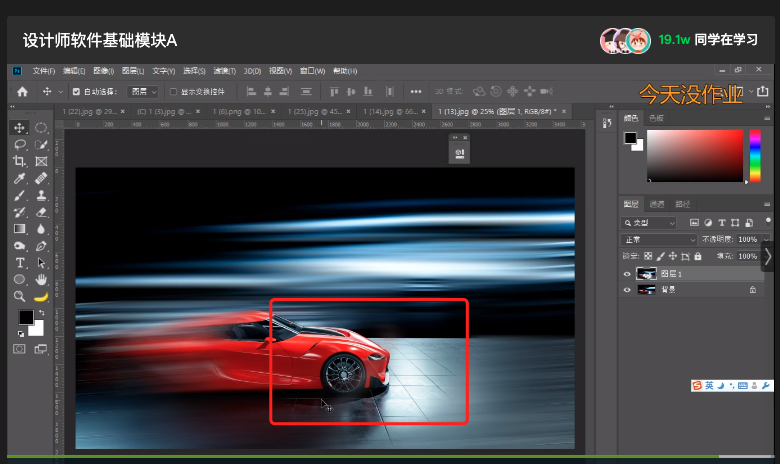 设计师软件基础模块A
19.1w 同学在学习
文件(F) 编辑(E) 图像(I) 图层(L) 文字(Y) 选择(S) 滤镜(T) 3D(D) 视图(V) 窗口(W) 帮助(H)
自动选择: 图层 显示变换控件 3D 模式:
今天没作业
1 (22).jpg @ 29... × (C) 1 (3).jpg @ ... × 1 (6).png @ 10... × 1 (25).jpg @ 45... × 1 (14).jpg @ 66... × 1 (13).jpg @ 25% (图层 1, RGB/8#) * ×
颜色 色板
图层 通道 路径
类型
正常 不透明度: 100%
锁定: 填充: 100%
图层 1
背景
英